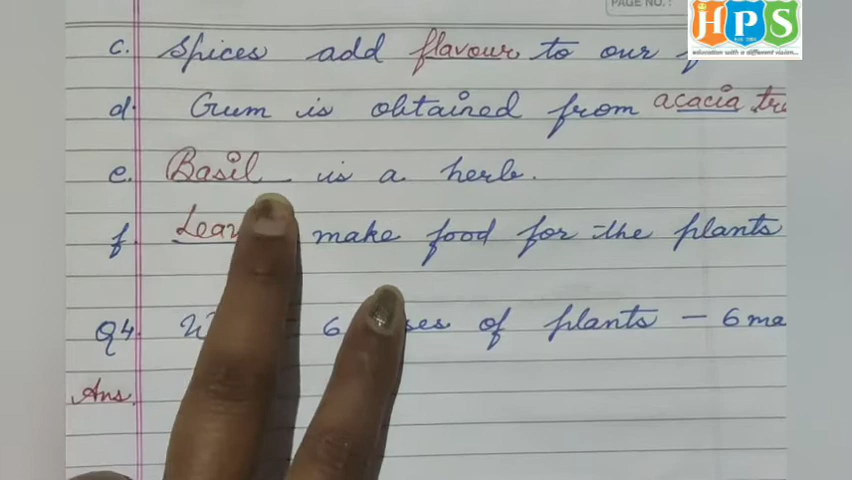 PAGE NO.:
HPS
education with a different vision...
c. Spices add flavour to our
d. Gum is obtained from acacia
e. Basil is a herb.
f make food for the plants
Q4. 6 of plants - 6
Ans.